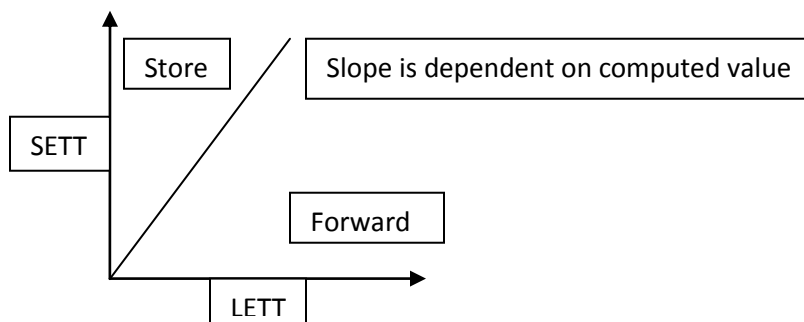 Store
Slope is dependent on computed value
SETT
Forward
LETT